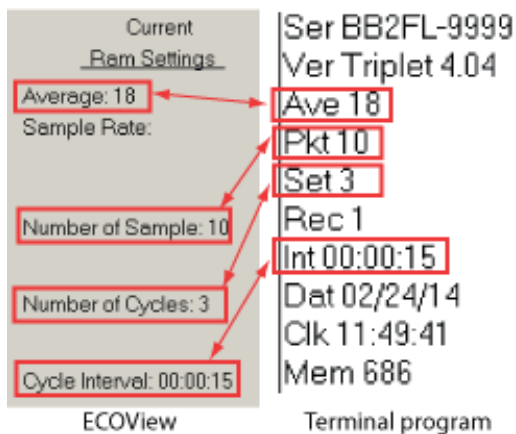 Current
Ram Settings
Average: 18
Sample Rate:
Number of Sample: 10
Number of Cycles: 3
Cycle Interval: 00:00:15
ECOView
Ser BB2FL-9999
Ver Triplet 4.04
Ave 18
Pkt 10
Set 3
Rec 1
Int 00:00:15
Dat 02/24/14
Clk 11:49:41
Mem 686
Terminal program